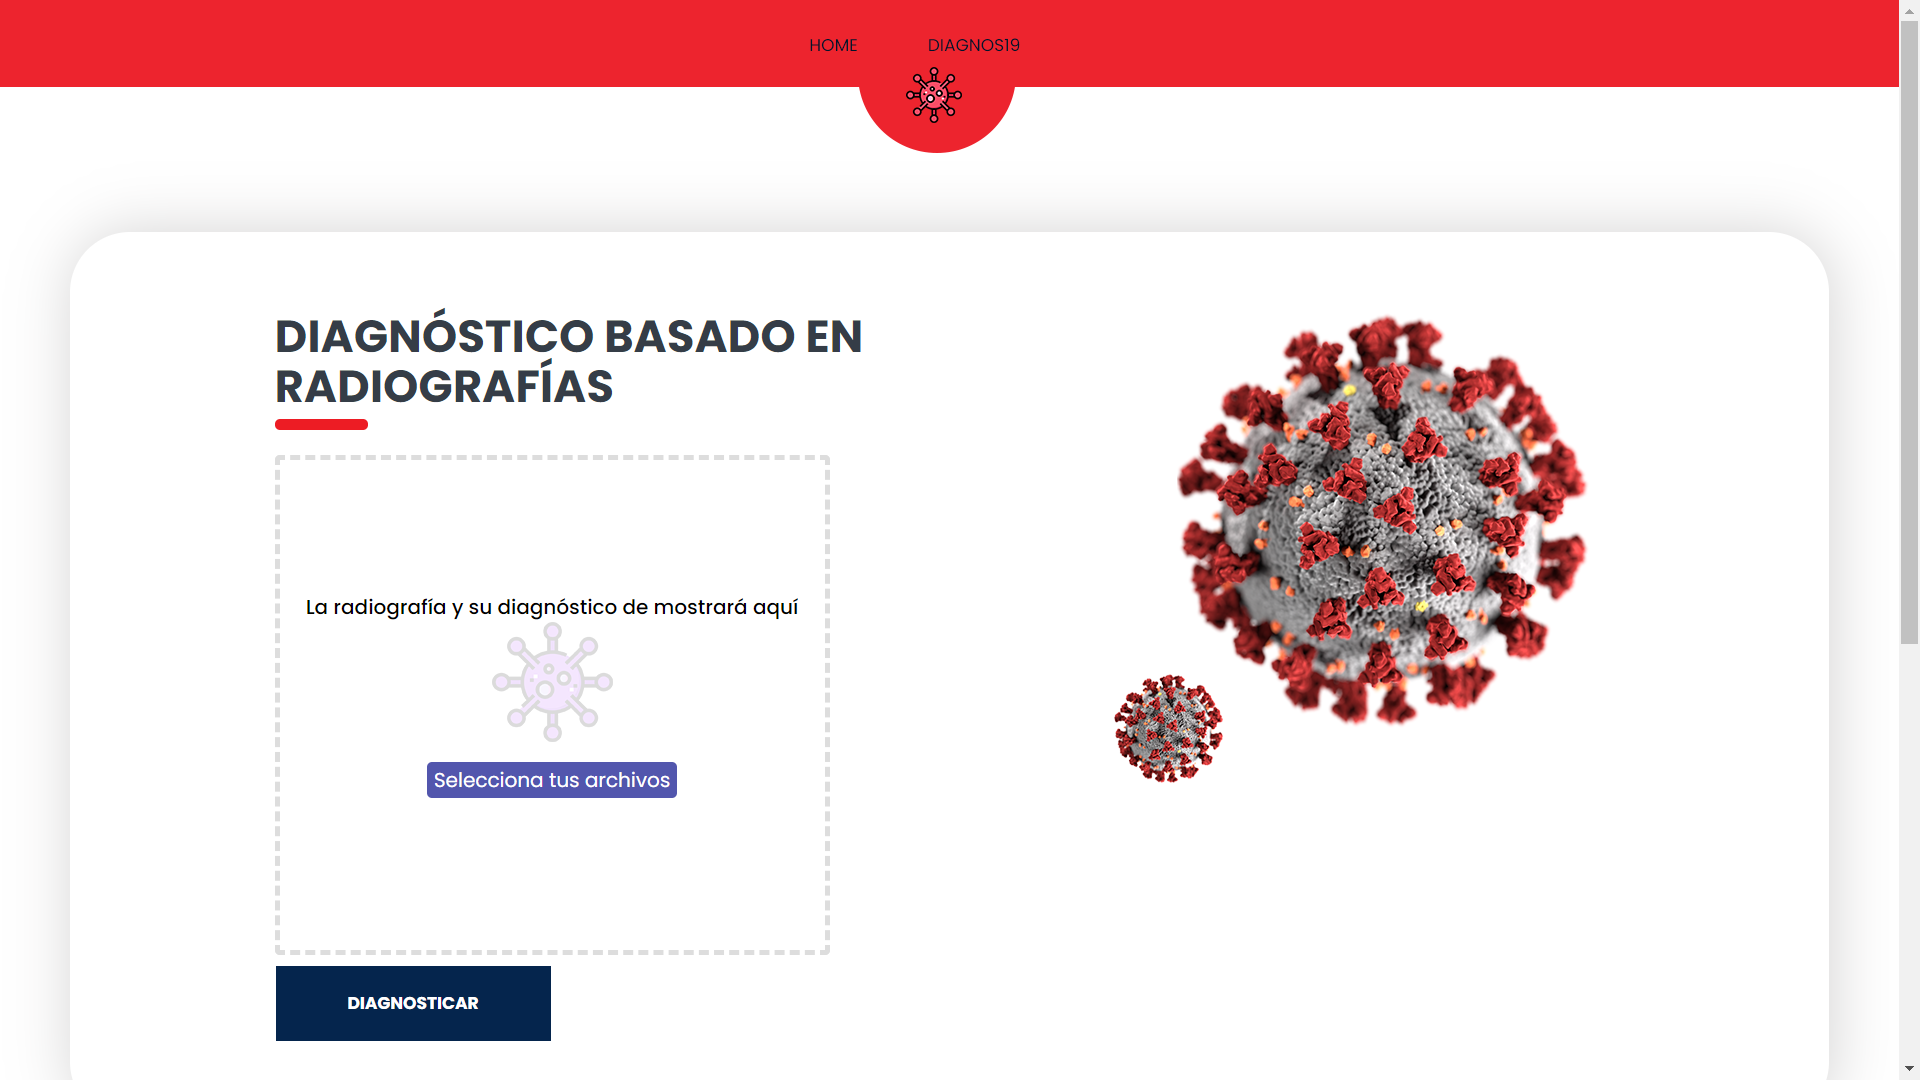 HOME
DIAGNOS19
DIAGNÓSTICO BASADO EN
RADIOGRAFÍAS
La radiografía y su diagnóstico de mostrará aquí
Selecciona tus archivos
DIAGNOSTICAR